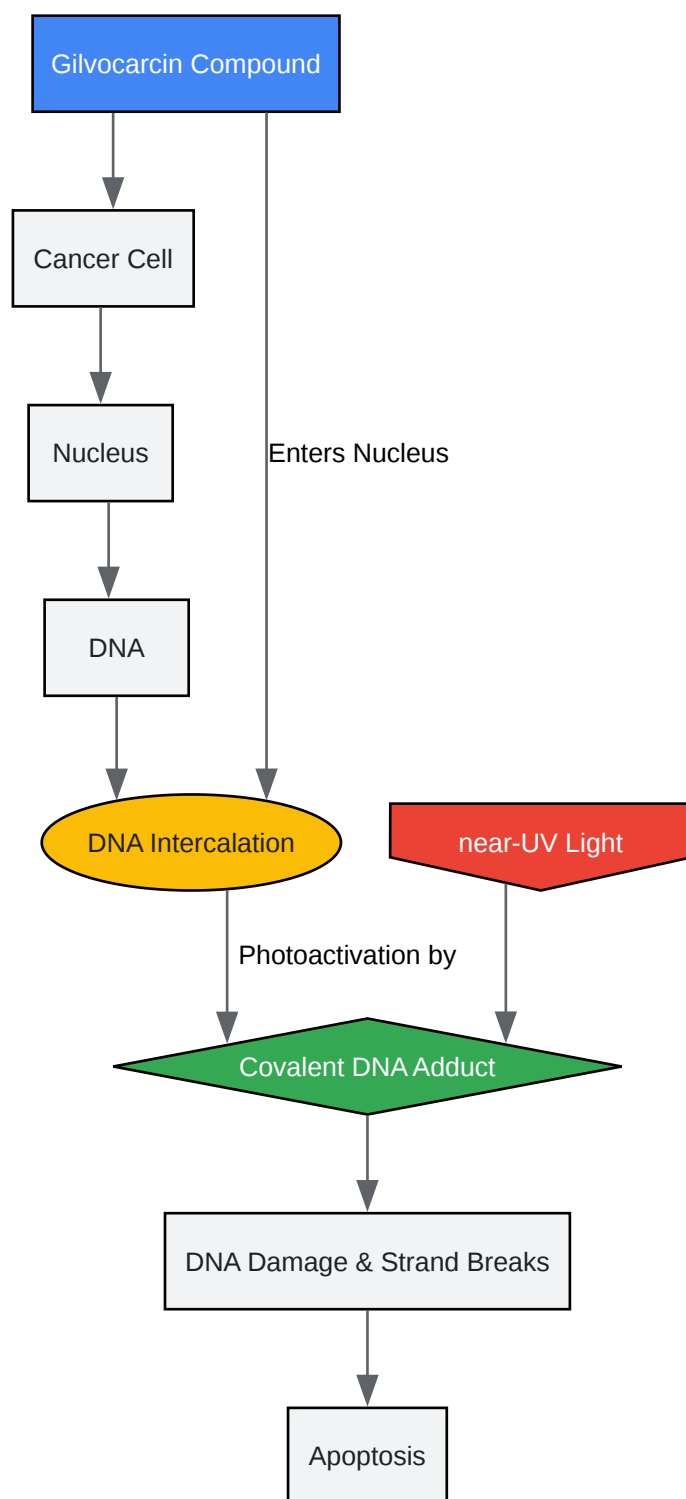 Gilvocarcin Compound
Cancer Cell
Nucleus
Enters Nucleus
DNA
DNA Intercalation
near-UV Light
Photoactivation by
Covalent DNA Adduct
DNA Damage & Strand Breaks
Apoptosis